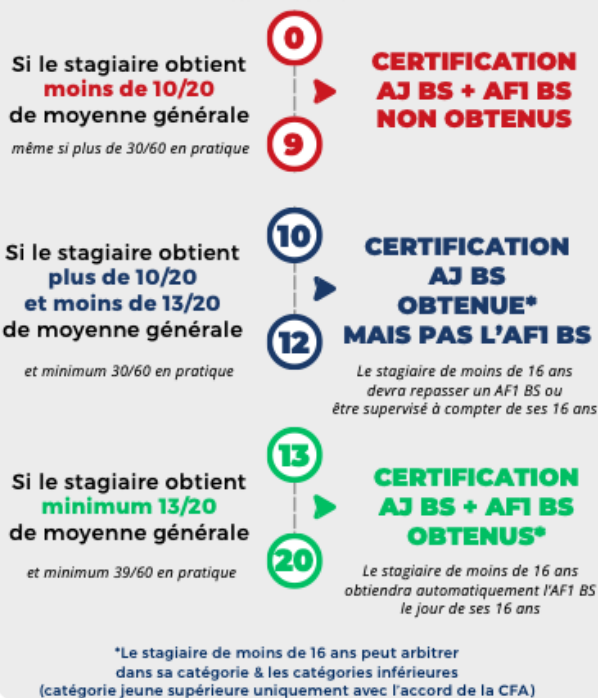 Si le stagiaire obtient
moins de 10/20
de moyenne générale
même si plus de 30/60 en pratique
0
9
CERTIFICATION
AJ BS + AF1 BS
NON OBTENUS
Si le stagiaire obtient
plus de 10/20
et moins de 13/20
de moyenne générale
et minimum 30/60 en pratique
10
12
CERTIFICATION
AJ BS
OBTENUE*
MAIS PAS L'AF1 BS
Le stagiaire de moins de 16 ans
devra repasser un AF1 BS ou
être supervisé à compter de ses 16 ans
Si le stagiaire obtient
minimum 13/20
de moyenne générale
et minimum 39/60 en pratique
13
20
CERTIFICATION
AJ BS + AF1 BS
OBTENUS*
Le stagiaire de moins de 16 ans
obtiendra automatiquement l'AF1 BS
le jour de ses 16 ans
*Le stagiaire de moins de 16 ans peut arbitrer
dans sa catégorie & les catégories inférieures
(catégorie jeune supérieure uniquement avec l'accord de la CFA)